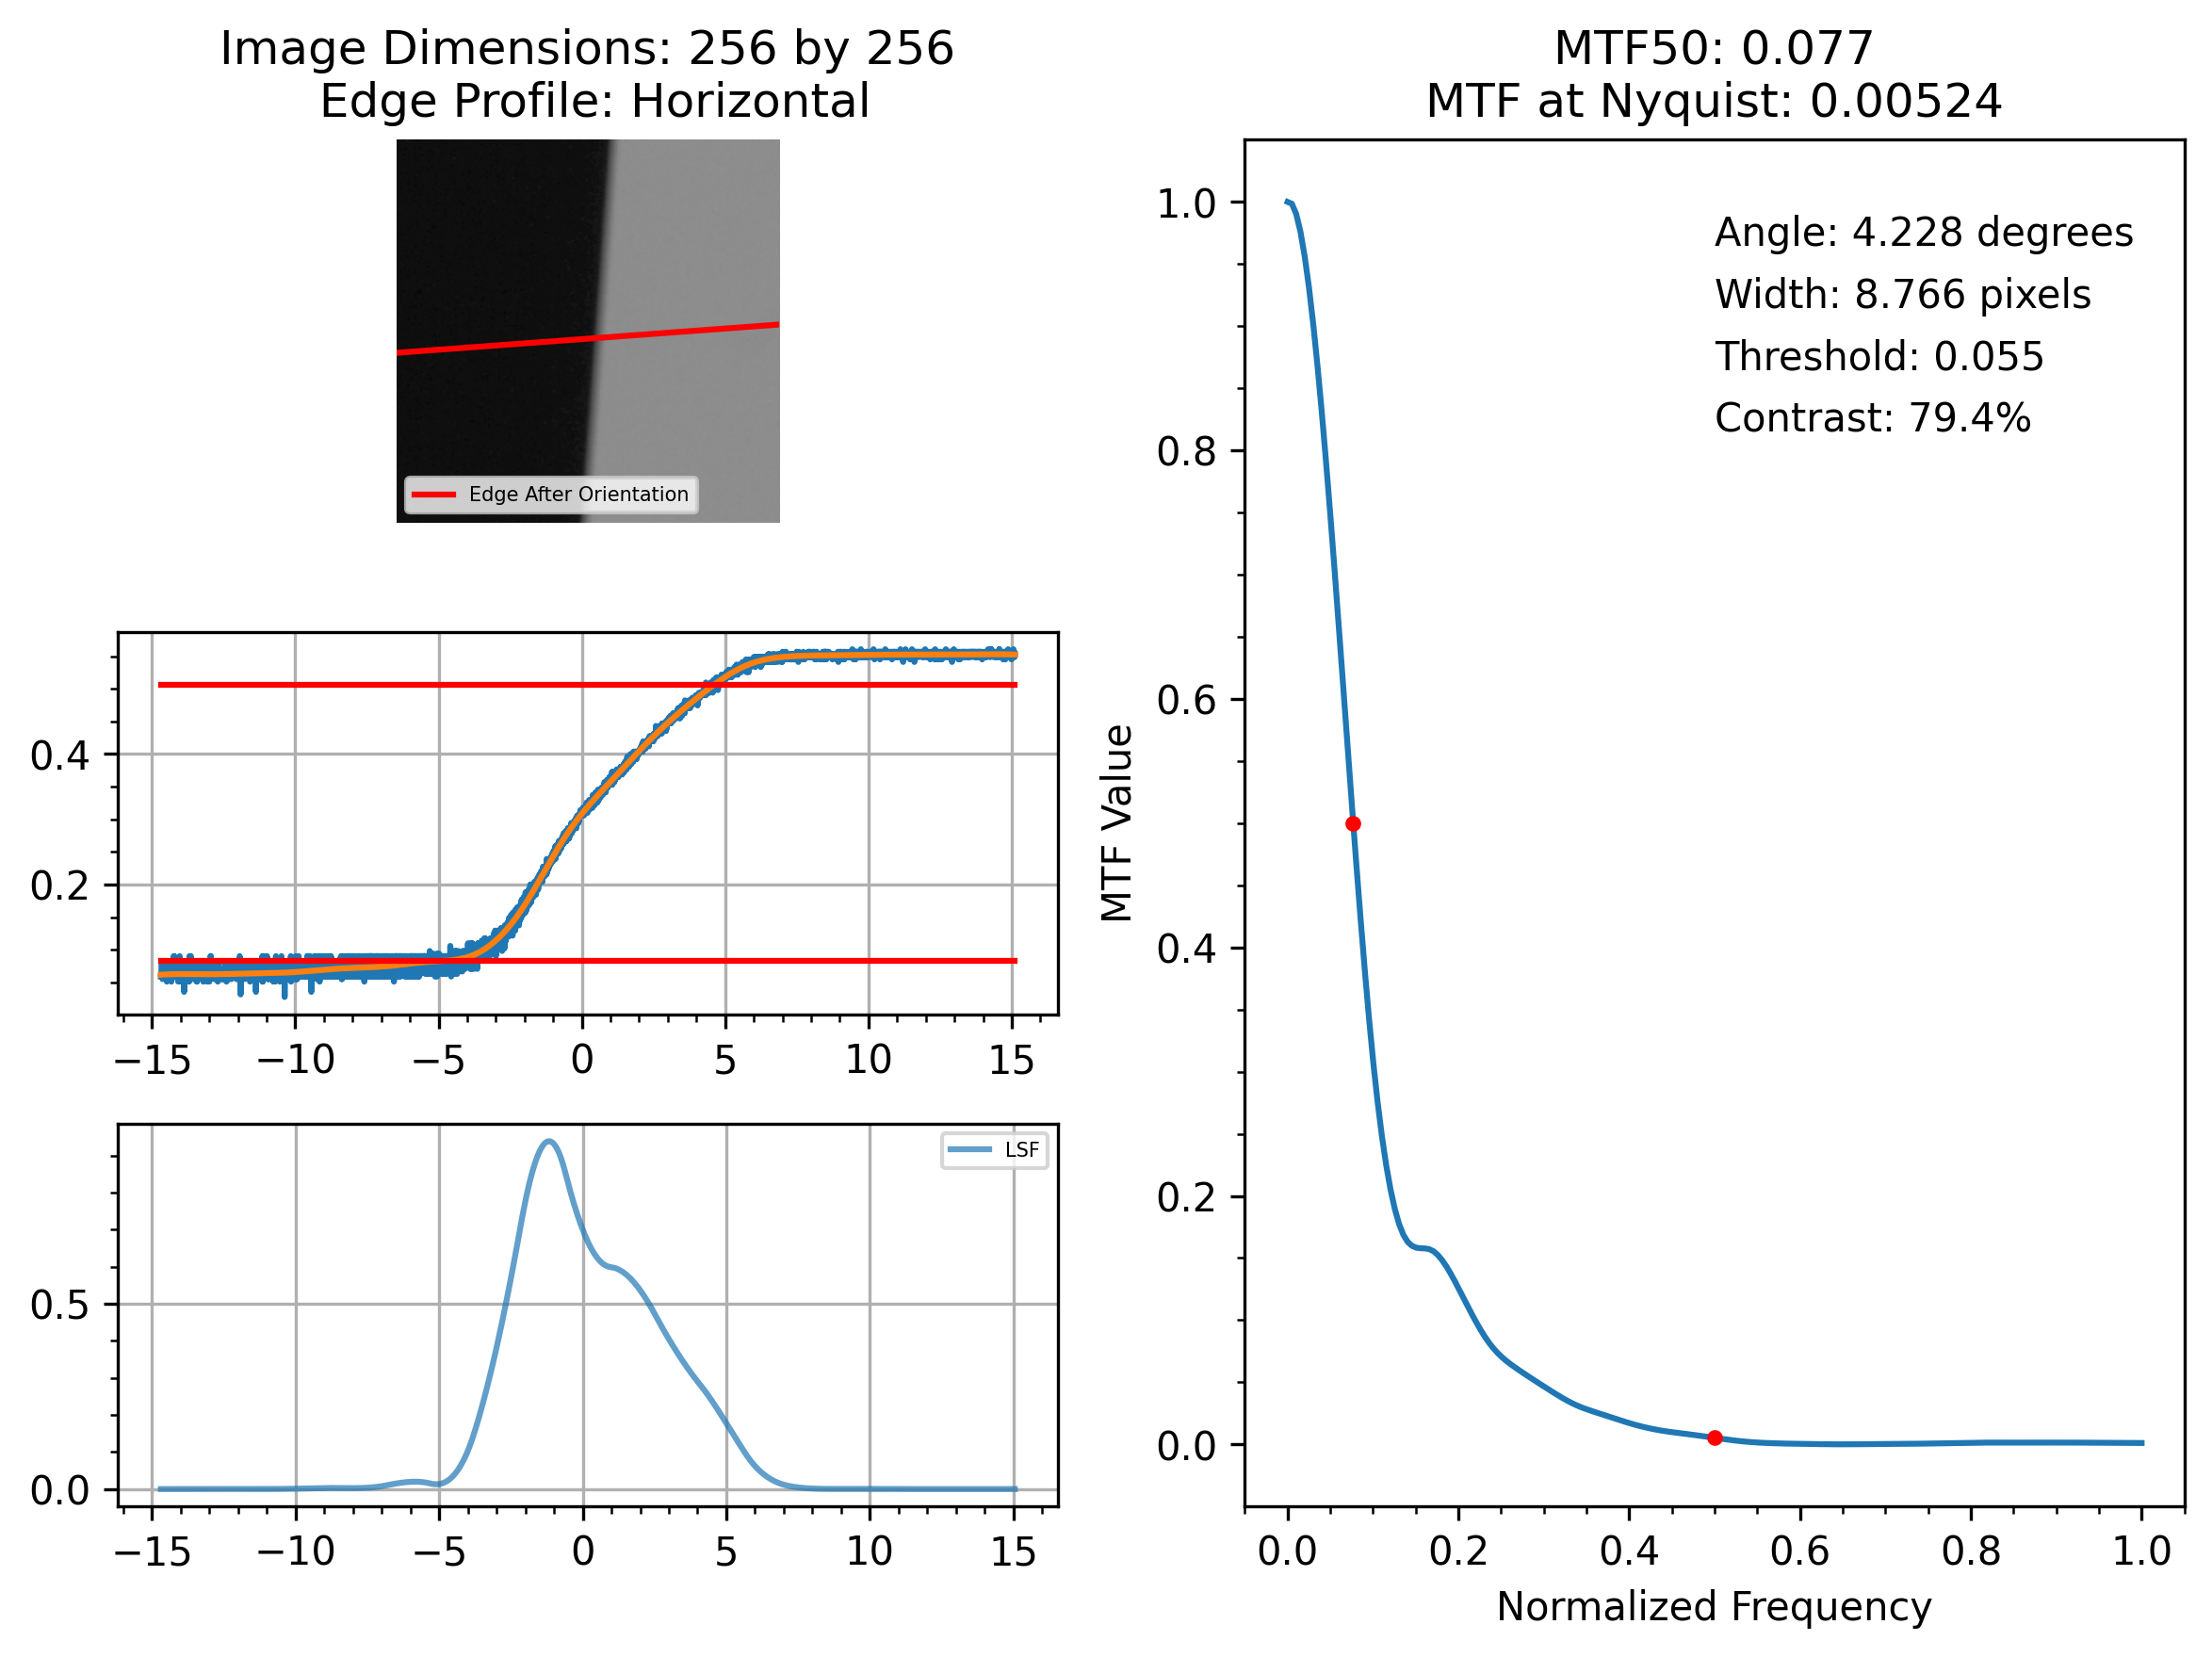 Image Dimensions: 256 by 256
Edge Profile: Horizontal
Edge After Orientation
0.4
0.2
−15 −10 −5 0 5 10 15
LSF
0.5
0.0
−15 −10 −5 0 5 10 15
MTF50: 0.077
MTF at Nyquist: 0.00524
Angle: 4.228 degrees
Width: 8.766 pixels
Threshold: 0.055
Contrast: 79.4%
MTF Value
1.0
0.8
0.6
0.4
0.2
0.0
0.0 0.2 0.4 0.6 0.8 1.0
Normalized Frequency